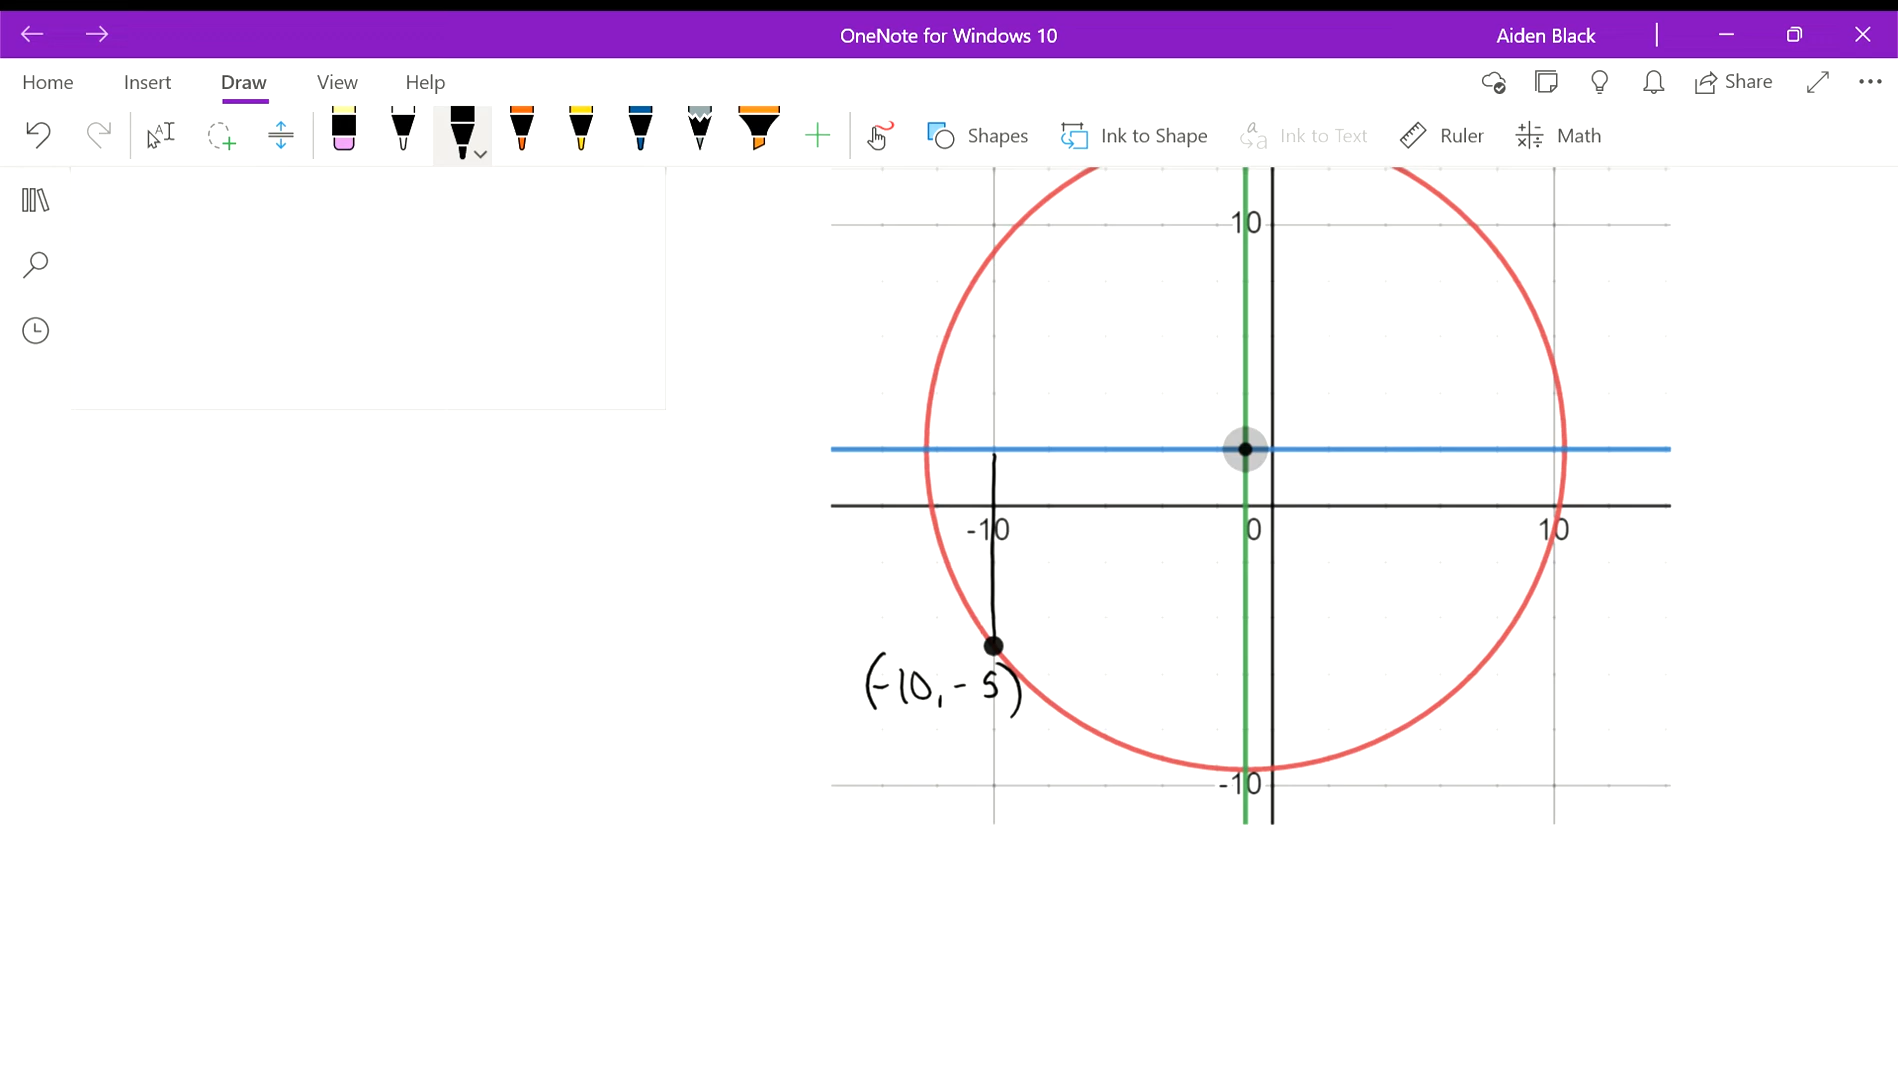 OneNote for Windows 10
Aiden Black
Home Insert Draw View Help
Share
Shapes Ink to Shape Ink to Text Ruler Math
10
-10 0 10
(-10, -5)
-10